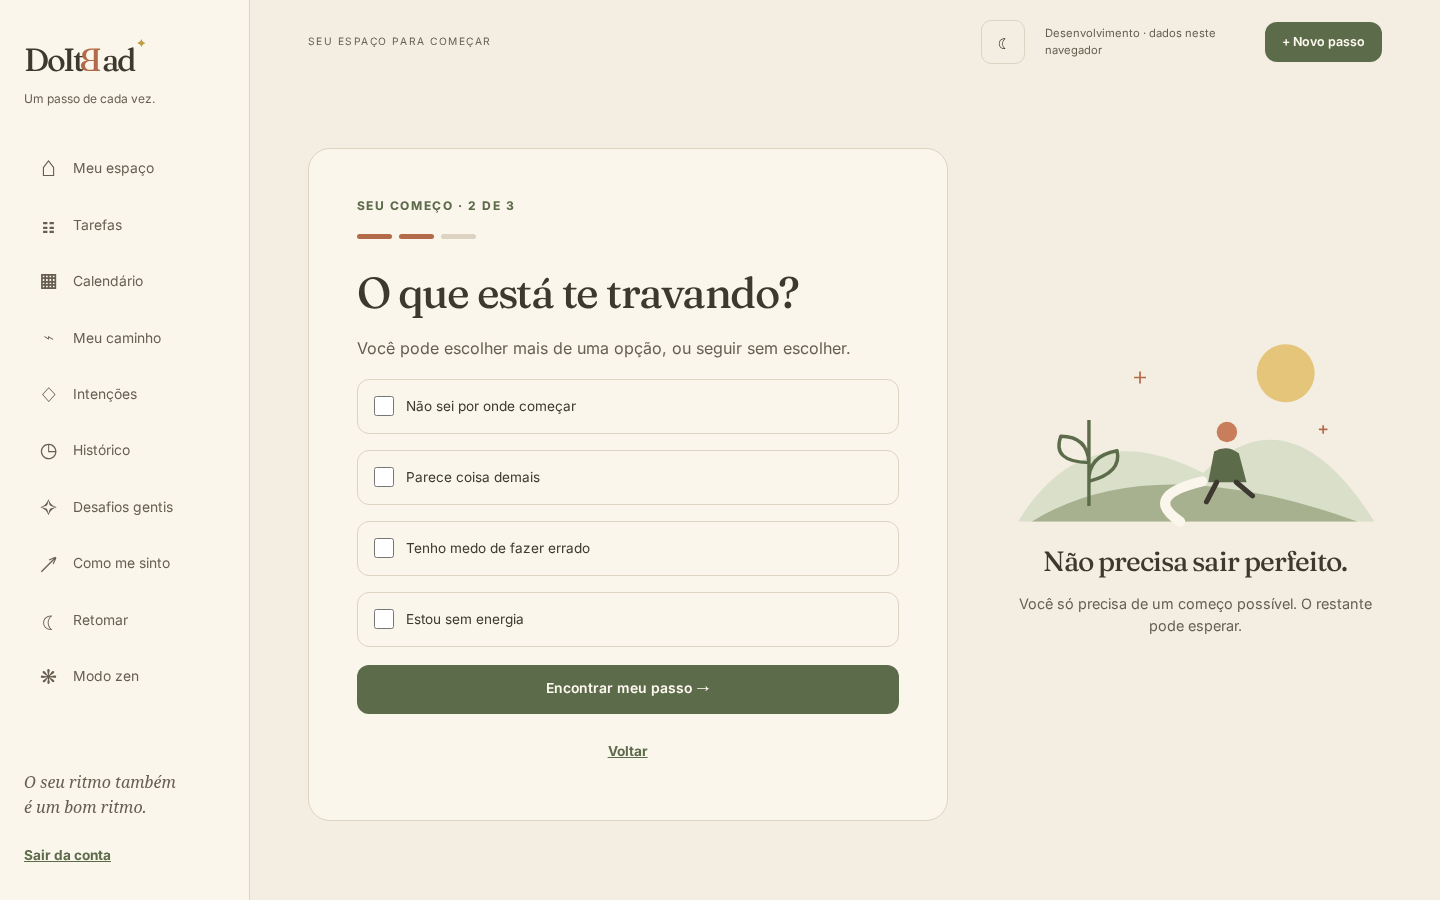 DoItBad
Um passo de cada vez.
Meu espaço
Tarefas
Calendário
Meu caminho
Intenções
Histórico
Desafios gentis
Como me sinto
Retomar
Modo zen
O seu ritmo também
é um bom ritmo.
Sair da conta
SEU ESPAÇO PARA COMEÇAR
Desenvolvimento · dados neste
navegador
+ Novo passo
SEU COMEÇO · 2 DE 3
O que está te travando?
Você pode escolher mais de uma opção, ou seguir sem escolher.
Não sei por onde começar
Parece coisa demais
Tenho medo de fazer errado
Estou sem energia
Encontrar meu passo →
Voltar
Não precisa sair perfeito.
Você só precisa de um começo possível. O restante
pode esperar.